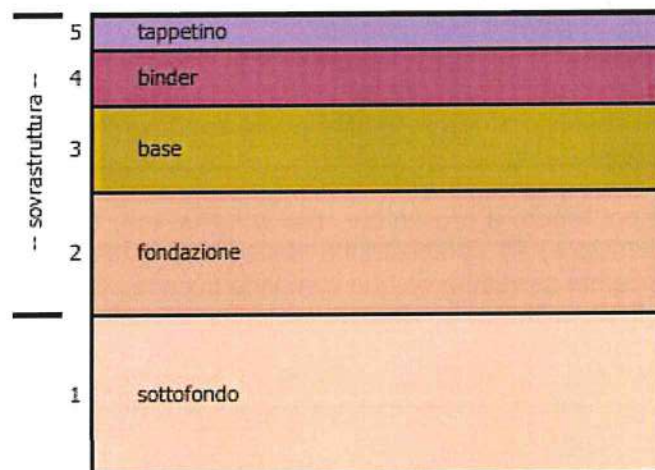 5 tappetino
4 binder
3 base
2 fondazione
1 sottofondo
-- sovrastruttura --